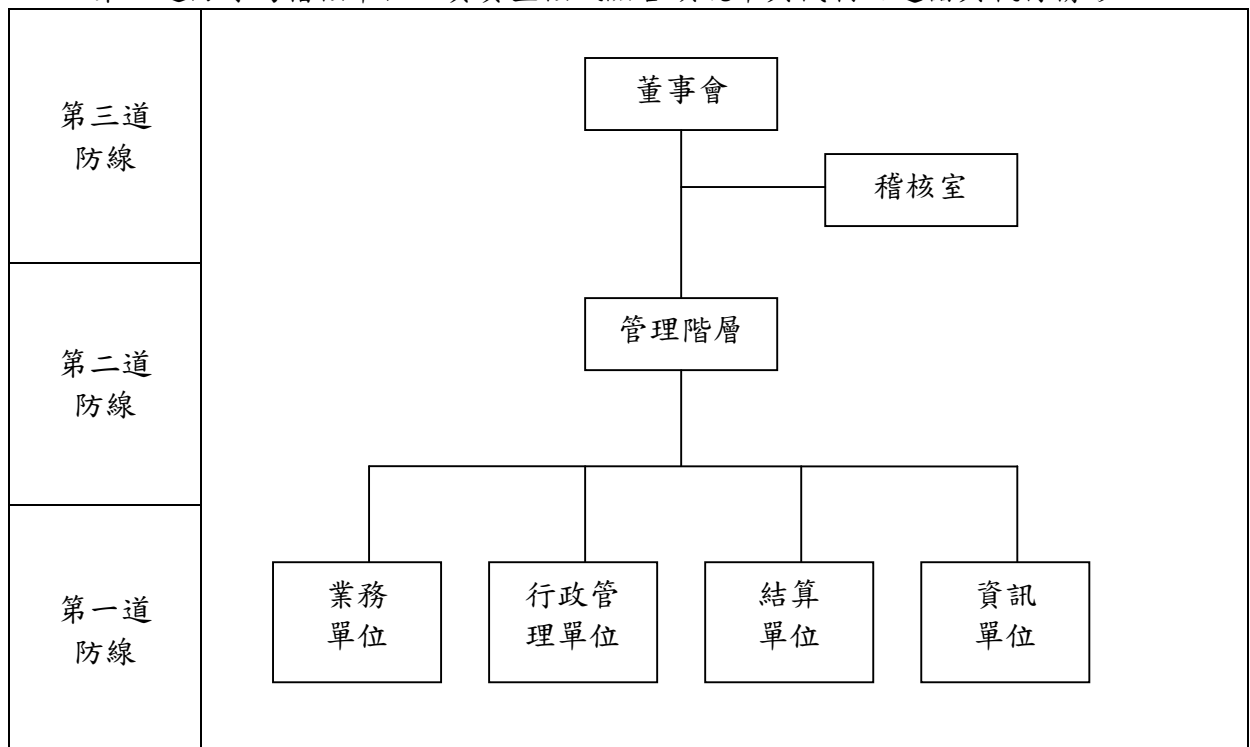 第三道
防線
董事會
稽核室
第二道
防線
管理階層
第一道
防線
業務
單位
行政管
理單位
結算
單位
資訊
單位